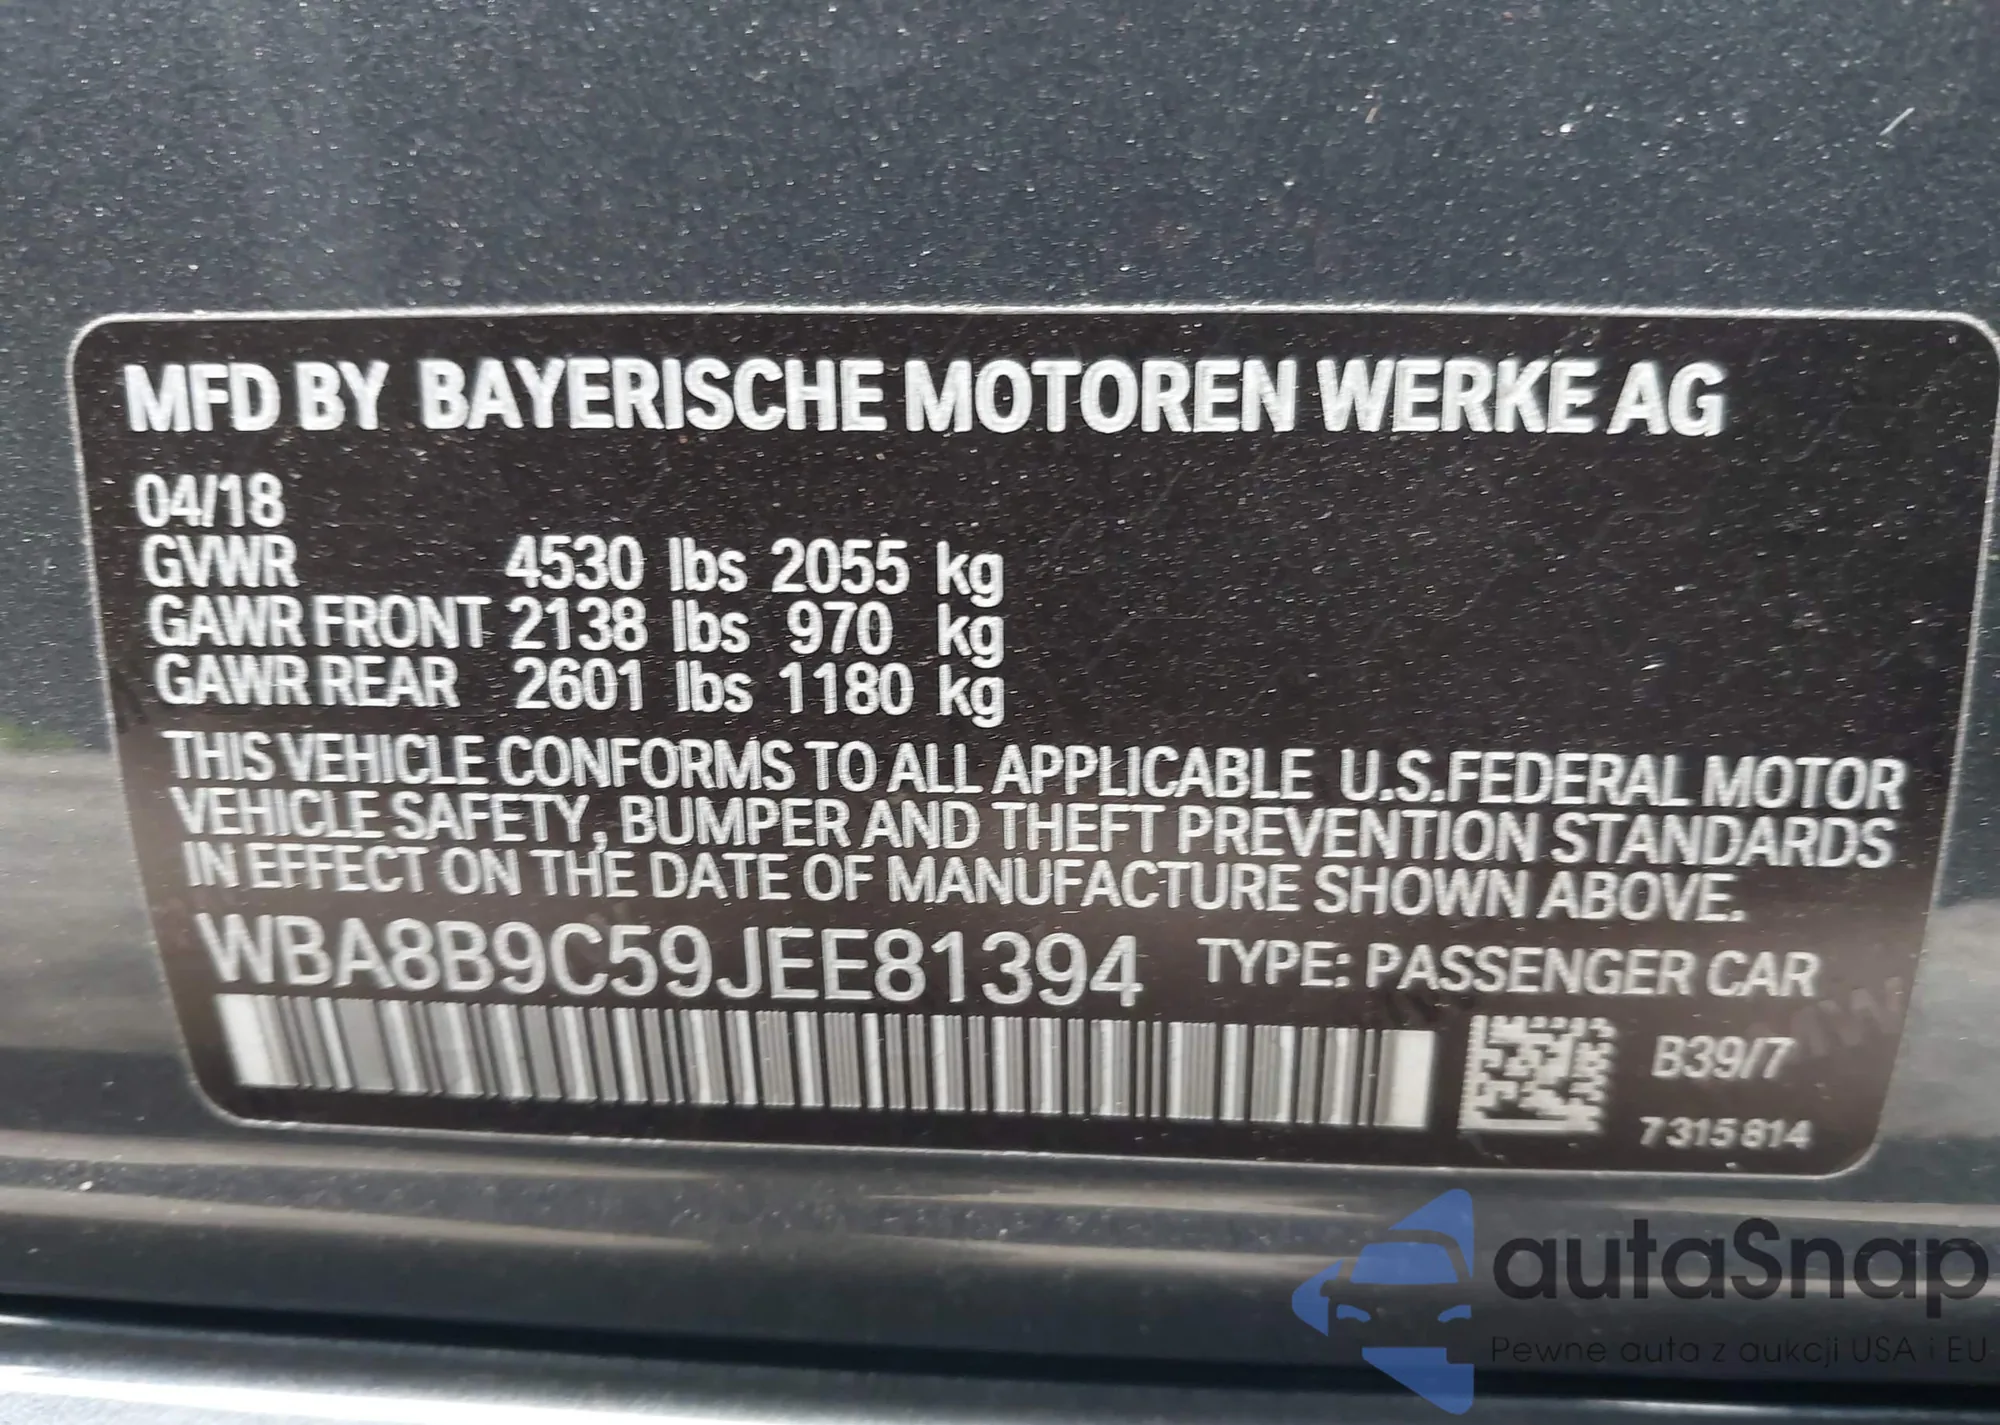 MFD BY BAYERISCHE MOTOREN WERKE AG
04/18
GVWR 4530 lbs 2055 kg
GAWR FRONT 2138 lbs 970 kg
GAWR REAR 2601 lbs 1180 kg
THIS VEHICLE CONFORMS TO ALL APPLICABLE U.S.FEDERAL MOTOR
VEHICLE SAFETY, BUMPER AND THEFT PREVENTION STANDARDS
IN EFFECT ON THE DATE OF MANUFACTURE SHOWN ABOVE.
WBA8B9C59JEE81394 TYPE: PASSENGER CAR
B39/7
7 315 814
autaSnap
Pewne auta z aukcji USA i EU